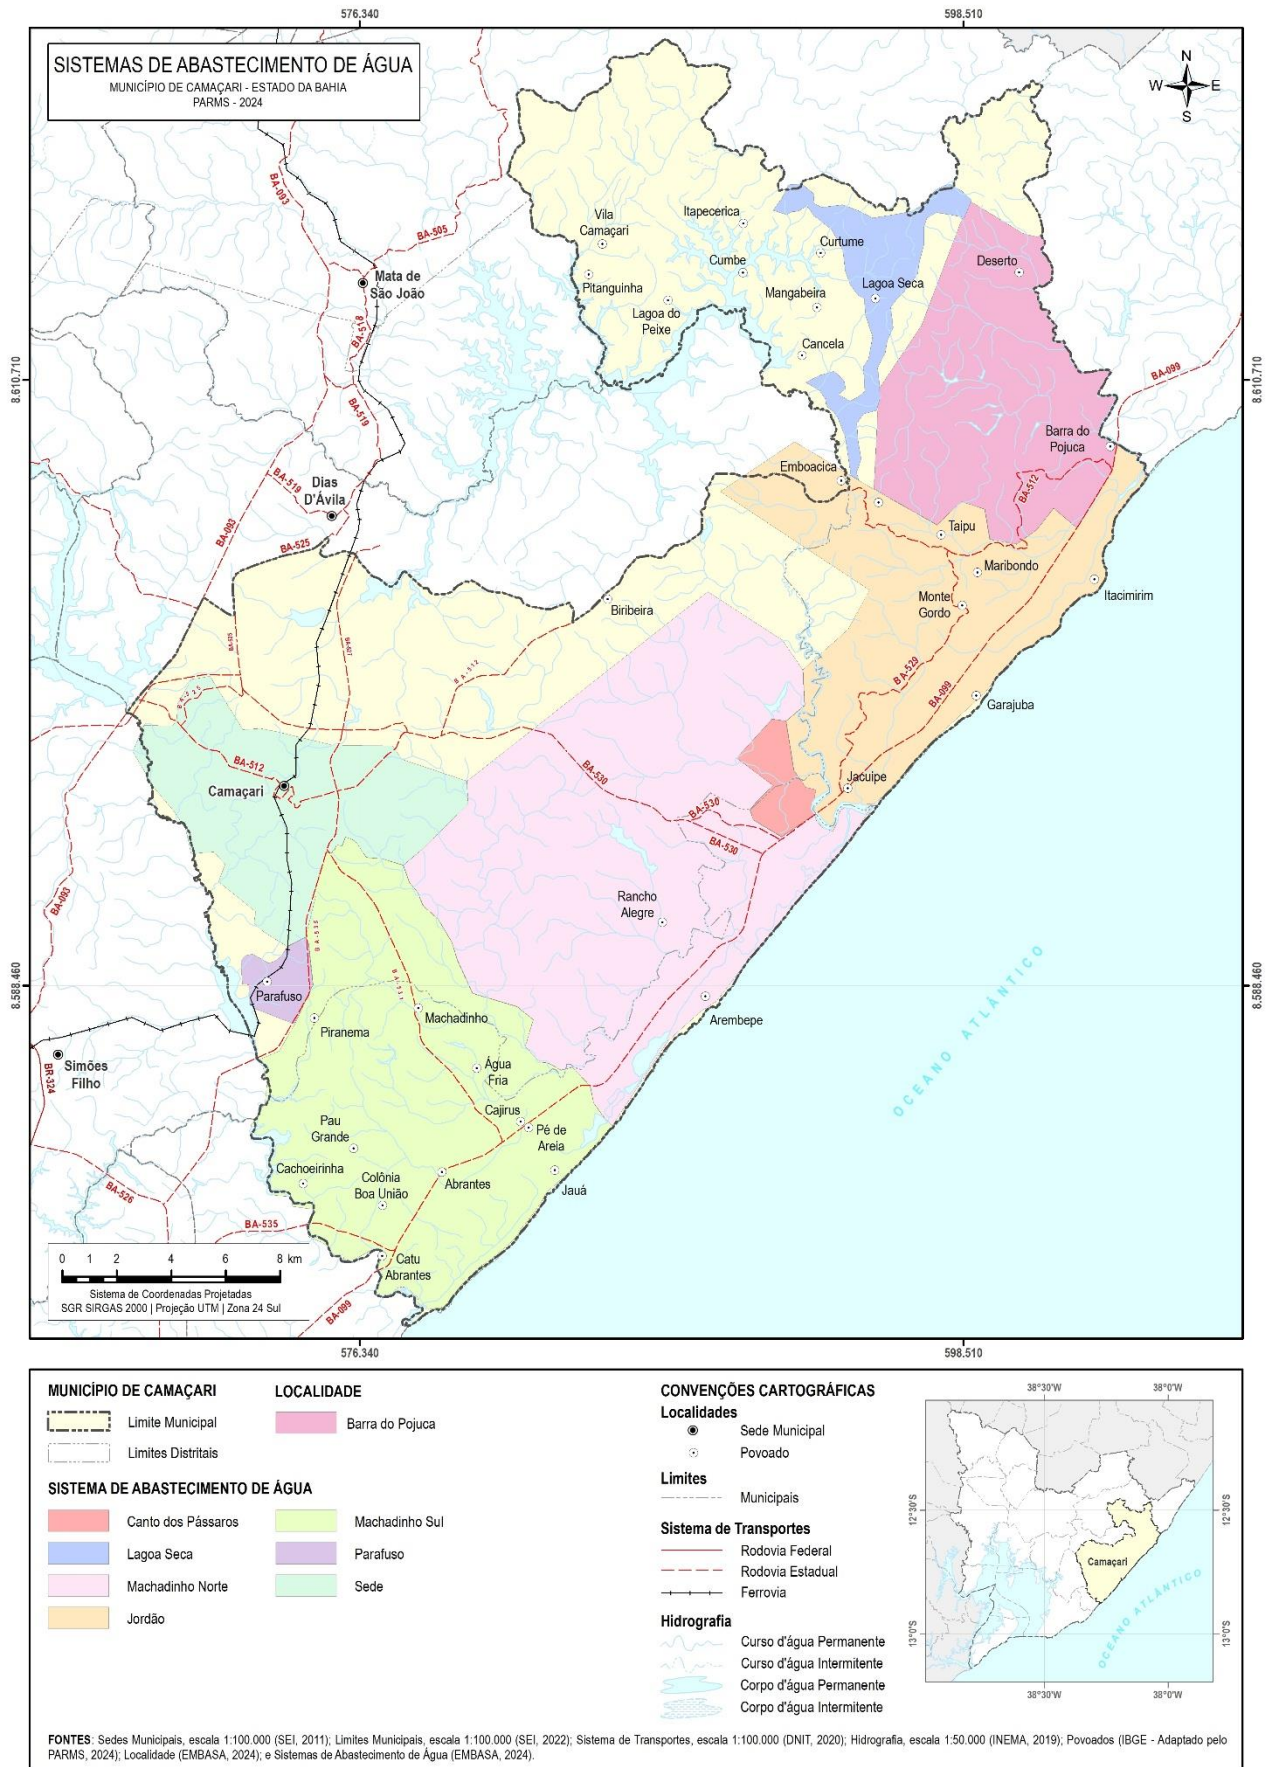 576.340
598.510
SISTEMAS DE ABASTECIMENTO DE ÁGUA
MUNICÍPIO DE CAMAÇARI - ESTADO DA BAHIA
PARMS - 2024
N
W
E
S
BA-093
BA-505
Vila
Camaçari
Itapecerica
Curtume
Deserto
Mata de
São João
Pitanguinha
Cumbe
Mangabeira
Lagoa Seca
Lagoa do
Peixe
BA-518
Cancela
8.610.710
8.610.710
BA-099
BA-519
Barra do
Pojuca
Emboacica
BA-519
Dias
D'Ávila
BA-512
BA-093
BA-525
Taipu
Maribondo
Itacimirim
Biribeira
Monte
Gordo
BA-512
BA-529
BA-099
Garajuba
BA-512
Camaçari
BA-530
Jacuipe
BA-530
BA-530
BA-093
Rancho
Alegre
BA-535
OCEANO ATLÂNTICO
8.588.460
8.588.460
Parafuso
BA-531
Machadinho
Arembepe
Piranema
Simões
Filho
BR-324
Água
Fria
Cajirus
Pau
Grande
Pé de
Areia
Cachoeirinha
Colônia
Boa União
Abrantes
Jauá
BA-526
BA-535
Catu
Abrantes
BA-099
0 1 2 4 6 8 km
Sistema de Coordenadas Projetadas
SGR SIRGAS 2000 | Projeção UTM | Zona 24 Sul
576.340
598.510
MUNICÍPIO DE CAMAÇARI
Limite Municipal
Limites Distritais
LOCALIDADE
Barra do Pojuca
SISTEMA DE ABASTECIMENTO DE ÁGUA
Canto dos Pássaros
Lagoa Seca
Machadinho Norte
Jordão
Machadinho Sul
Parafuso
Sede
CONVENÇÕES CARTOGRÁFICAS
Localidades
Sede Municipal
Povoado
Limites
Municipais
Sistema de Transportes
Rodovia Federal
Rodovia Estadual
Ferrovia
Hidrografia
Curso d'água Permanente
Curso d'água Intermitente
Corpo d'água Permanente
Corpo d'água Intermitente
38°30'W
38°0'W
12°30'S
12°30'S
Camaçari
OCEANO ATLÂNTICO
13°0'S
13°0'S
38°30'W
38°0'W
FONTES: Sedes Municipais, escala 1:100.000 (SEI, 2011); Limites Municipais, escala 1:100.000 (SEI, 2022); Sistema de Transportes, escala 1:100.000 (DNIT, 2020); Hidrografia, escala 1:50.000 (INEMA, 2019); Povoados (IBGE - Adaptado pelo
PARMS, 2024); Localidade (EMBASA, 2024); e Sistemas de Abastecimento de Água (EMBASA, 2024).